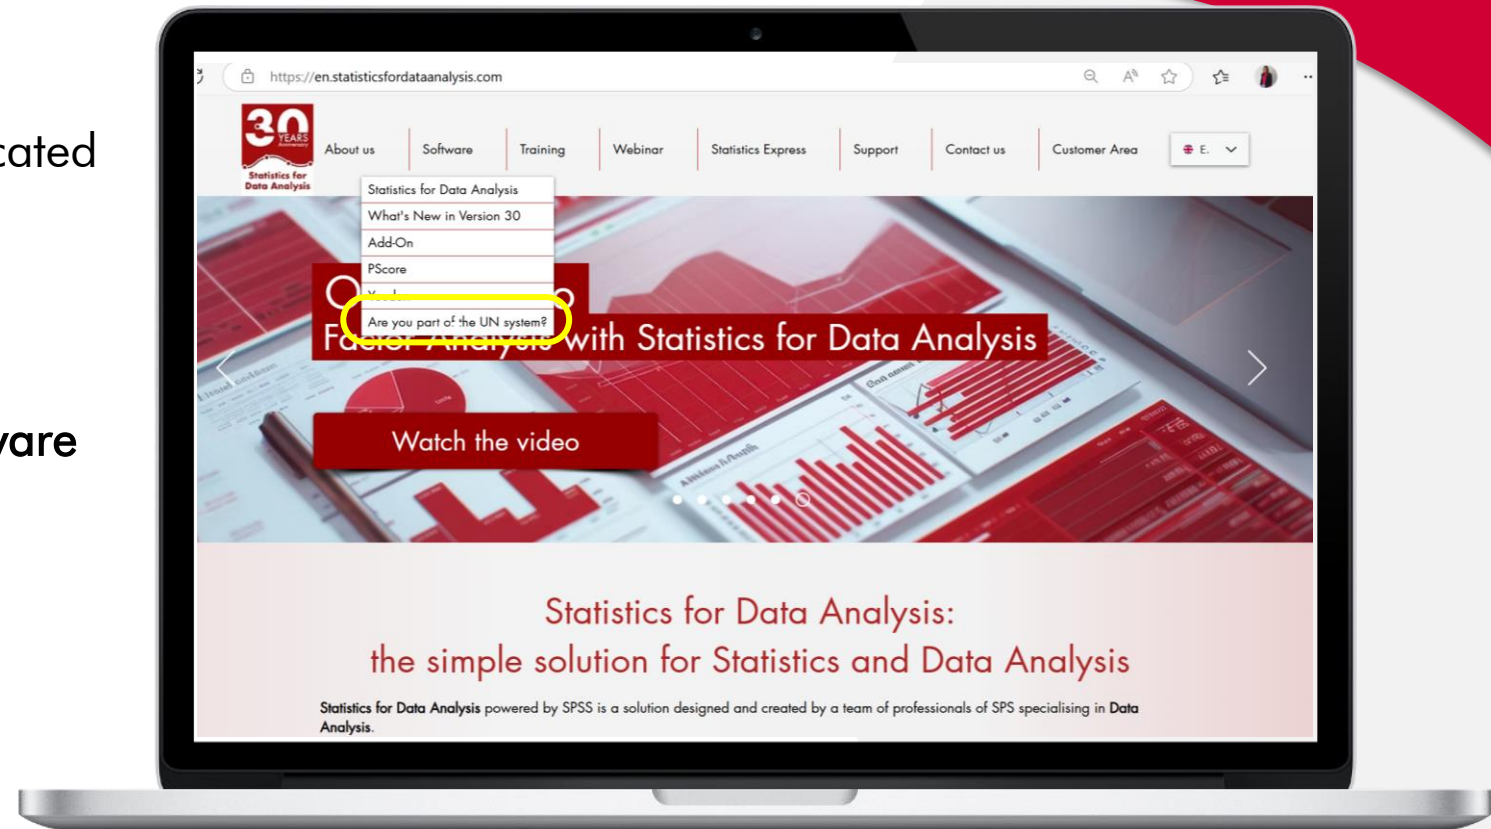 cated
ware
https://en.statisticsfordataanalysis.com
30
YEARS
Anniversary
Statistics for
Data Analysis
About us
Software
Training
Webinar
Statistics Express
Support
Contact us
Customer Area
E.
Statistics for Data Analysis
What's New in Version 30
Add-On
PScore
Are you part of the UN system?
Factor Analysis with Statistics for Data Analysis
Watch the video
Statistics for Data Analysis:
the simple solution for Statistics and Data Analysis
Statistics for Data Analysis powered by SPSS is a solution designed and created by a team of professionals of SPS specialising in Data
Analysis.